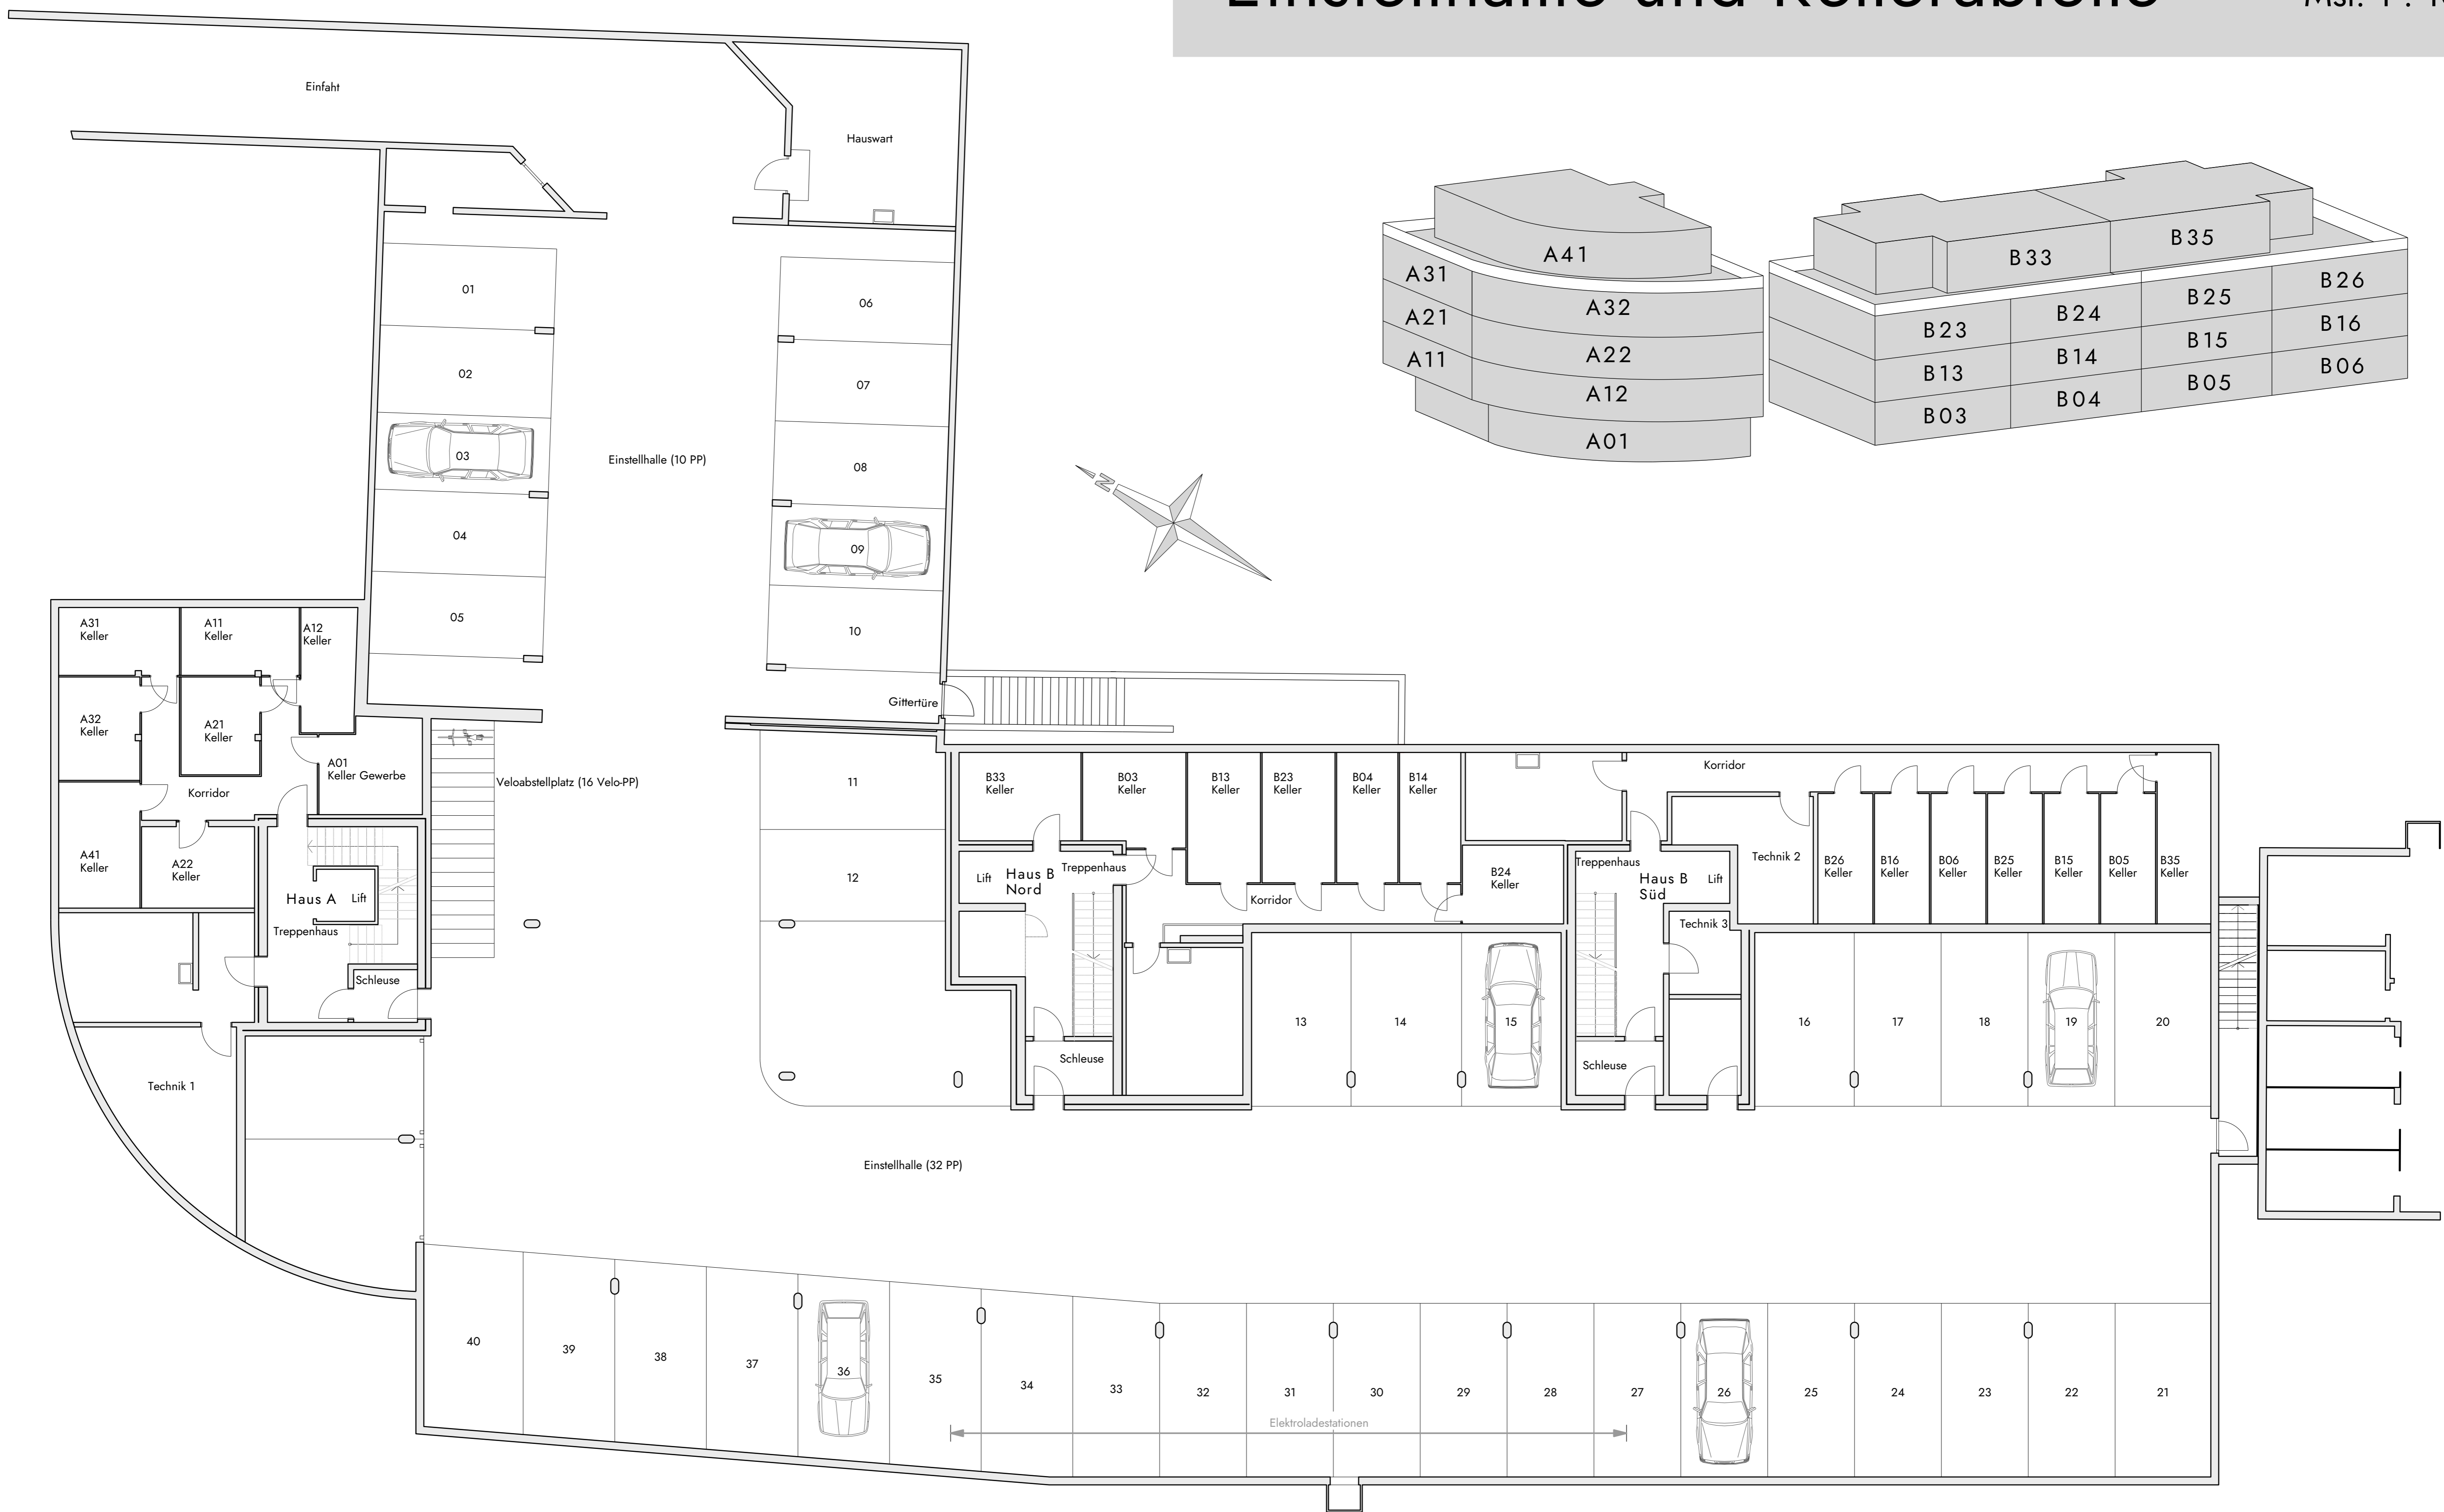 Einstellhalle und Kellerabteile
Mst. 1 :
Einfaht
Hauswart
01
02
03
04
05
Einstellhalle (10 PP)
06
07
08
09
10
Gittertüre
N
A41
A31
A21
A11
A32
A22
A12
A01
B33
B35
B23
B24
B25
B26
B13
B14
B15
B16
B03
B04
B05
B06
A31
Keller
A11
Keller
A12
Keller
A32
Keller
A21
Keller
A01
Keller Gewerbe
Korridor
A41
Keller
A22
Keller
Haus A
Lift
Treppenhaus
Schleuse
Technik 1
Veloabstellplatz (16 Velo-PP)
11
12
B33
Keller
B03
Keller
B13
Keller
B23
Keller
B04
Keller
B14
Keller
Lift
Haus B
Nord
Treppenhaus
Korridor
B24
Keller
Schleuse
13
14
15
Korridor
Treppenhaus
Haus B
Süd
Lift
Technik 2
Technik 3
Schleuse
B26
Keller
B16
Keller
B06
Keller
B25
Keller
B15
Keller
B05
Keller
B35
Keller
16
17
18
19
20
Einstellhalle (32 PP)
40
39
38
37
36
35
34
33
32
31
30
29
28
27
26
25
24
23
22
21
Elektroladestationen